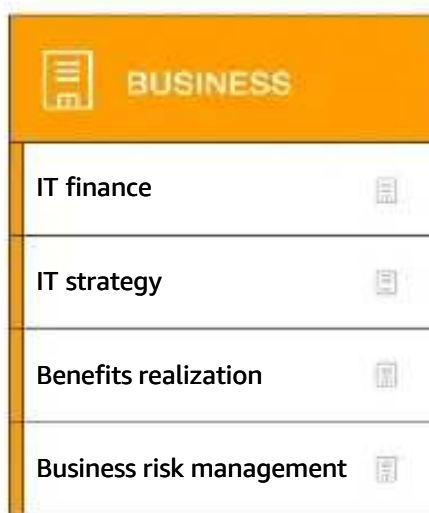 BUSINESS
IT finance
IT strategy
Benefits realization
Business risk management